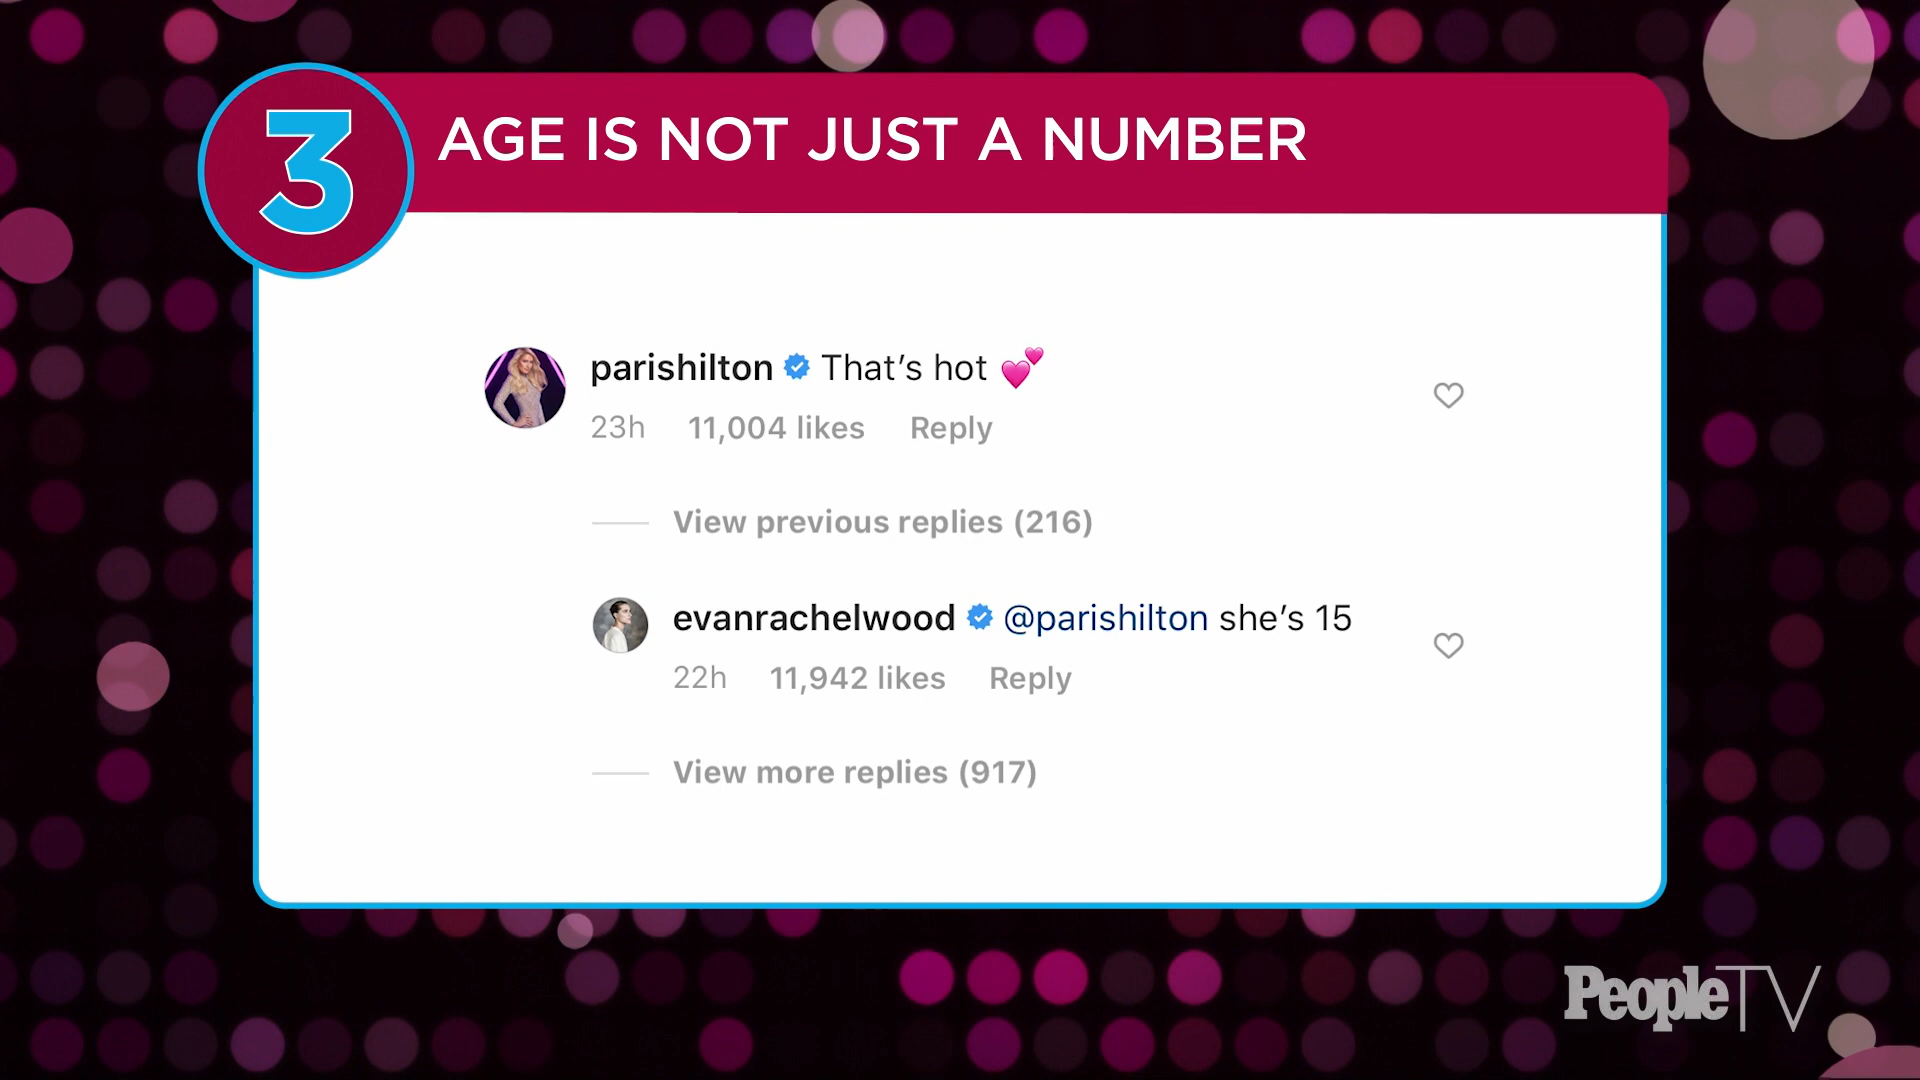 3
AGE IS NOT JUST A NUMBER
parishilton That’s hot 💕
23h 11,004 likes Reply
View previous replies (216)
evanrachelwood @parishilton she’s 15
22h 11,942 likes Reply
View more replies (917)
PeopleTV